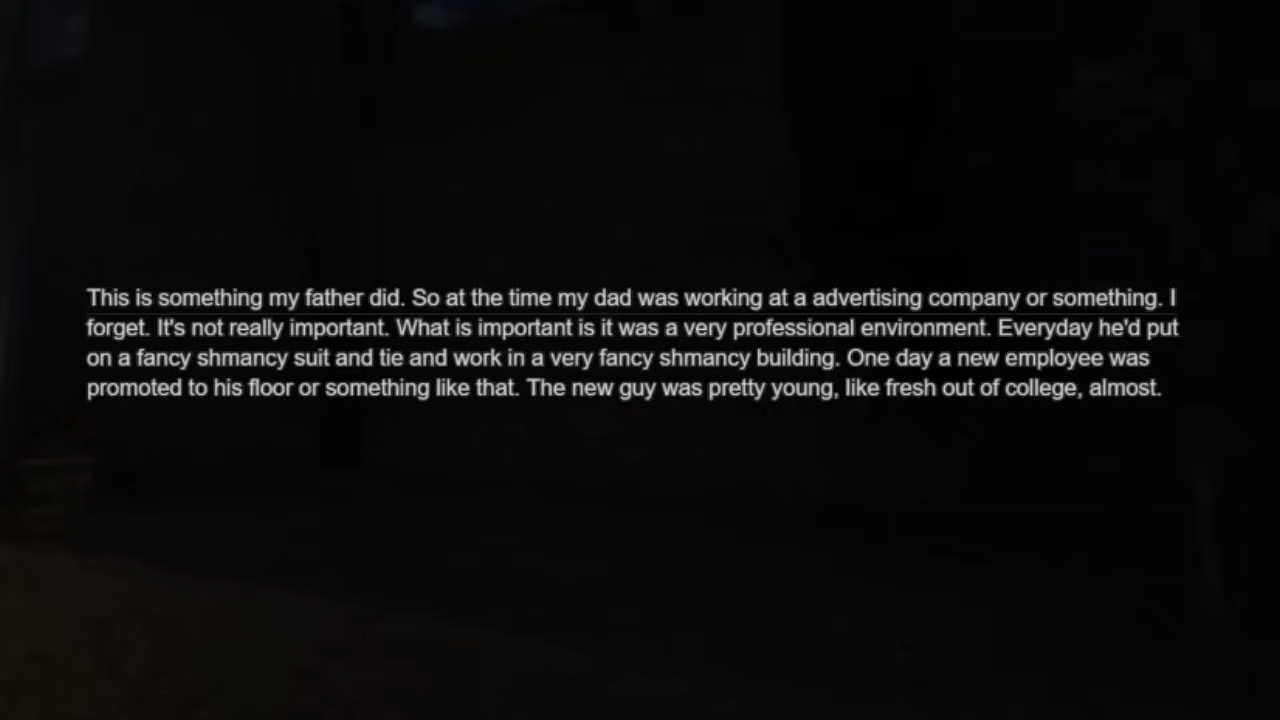 This is something my father did. So at the time my dad was working at a advertising company or something. I
forget. It's not really important. What is important is it was a very professional environment. Everyday he'd put
on a fancy shmancy suit and tie and work in a very fancy shmancy building. One day a new employee was
promoted to his floor or something like that. The new guy was pretty young, like fresh out of college, almost.